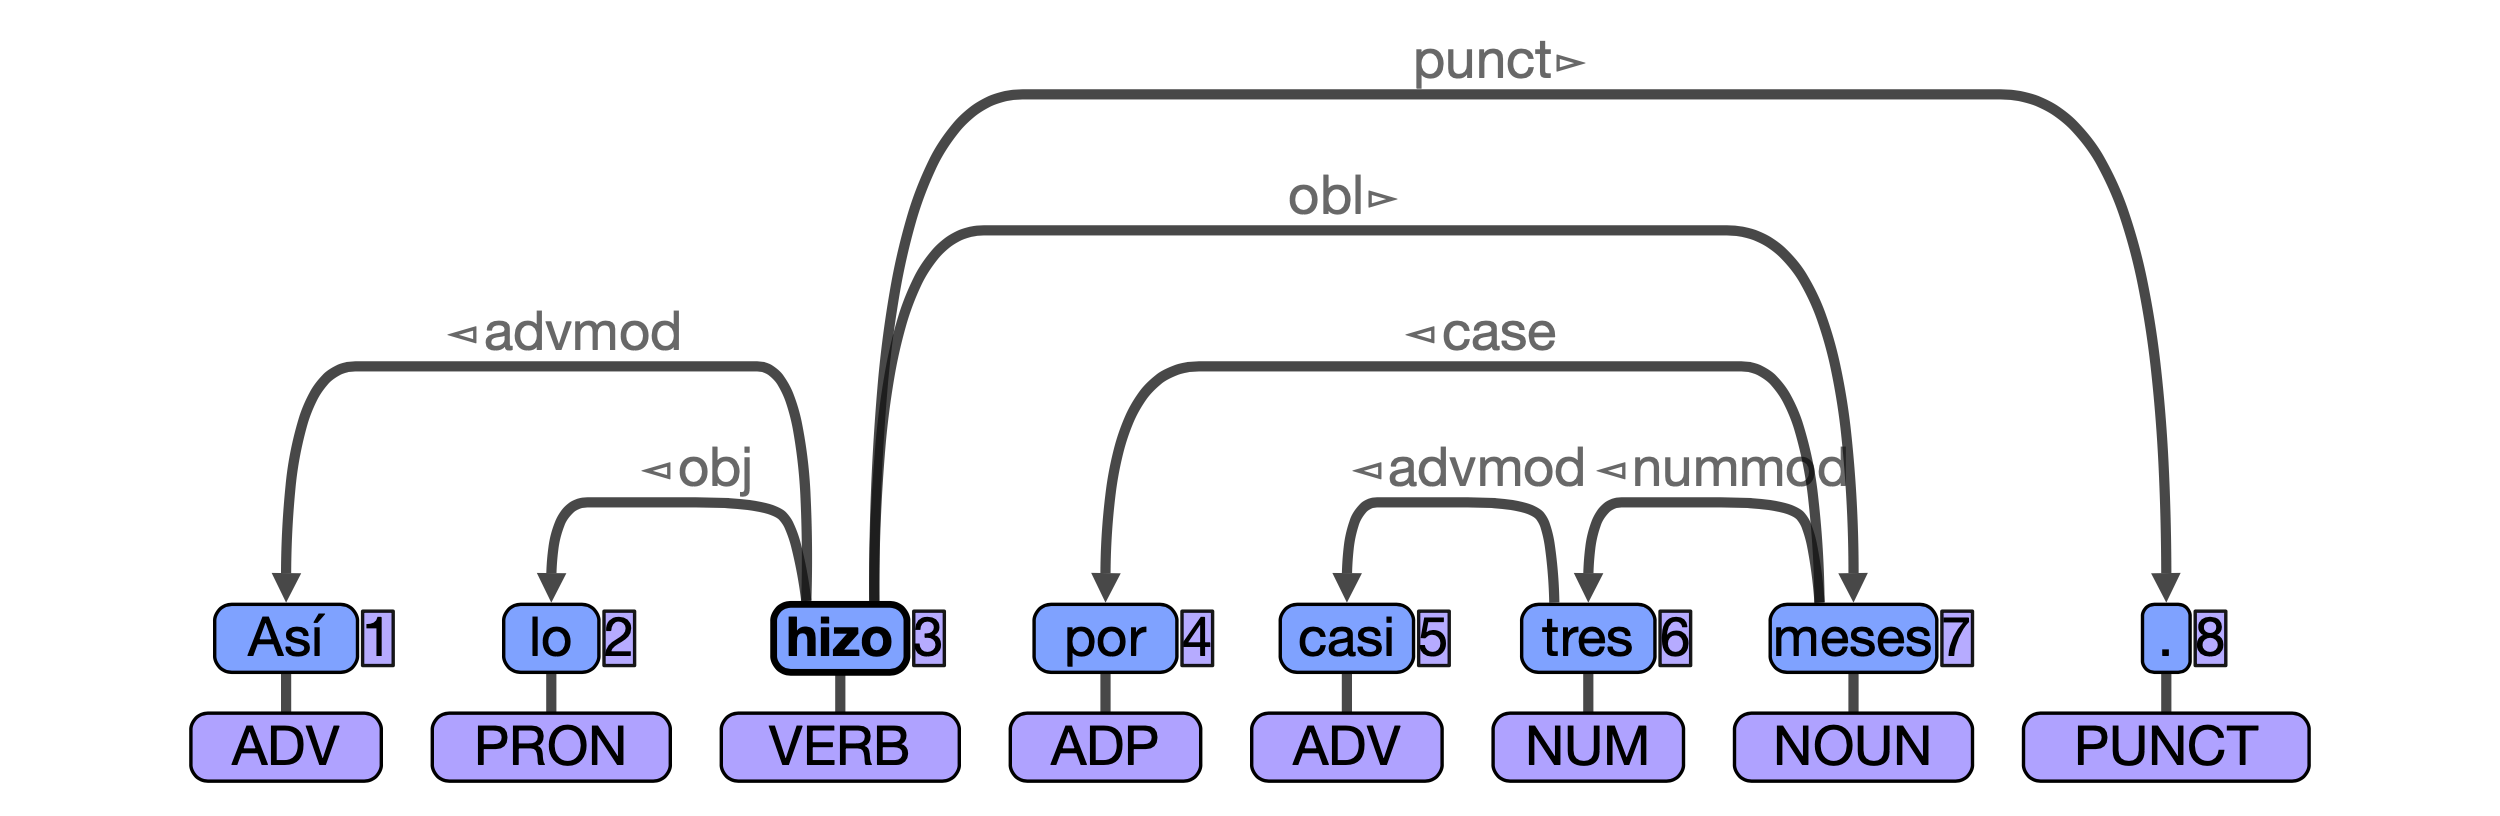 punct▻
obl▻
◅advmod
◅case
◅obj
◅advmod
◅nummod
Así 1 lo 2 hizo 3 por 4 casi 5 tres 6 meses 7 . 8
ADV PRON VERB ADP ADV NUM NOUN PUNCT